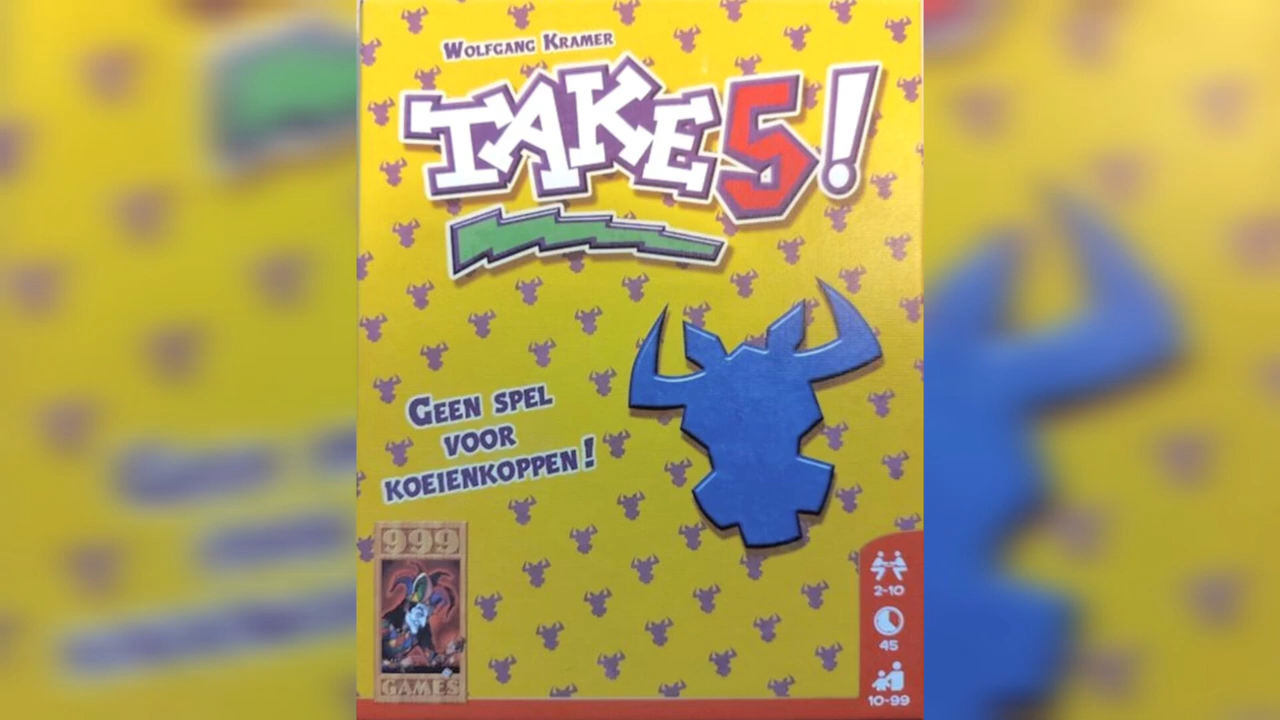 WOLFGANG KRAMER
TAKE 5!
GEEN SPEL
VOOR
KOEIENKOPPEN!
999
GAMES
2-10
45
10-99